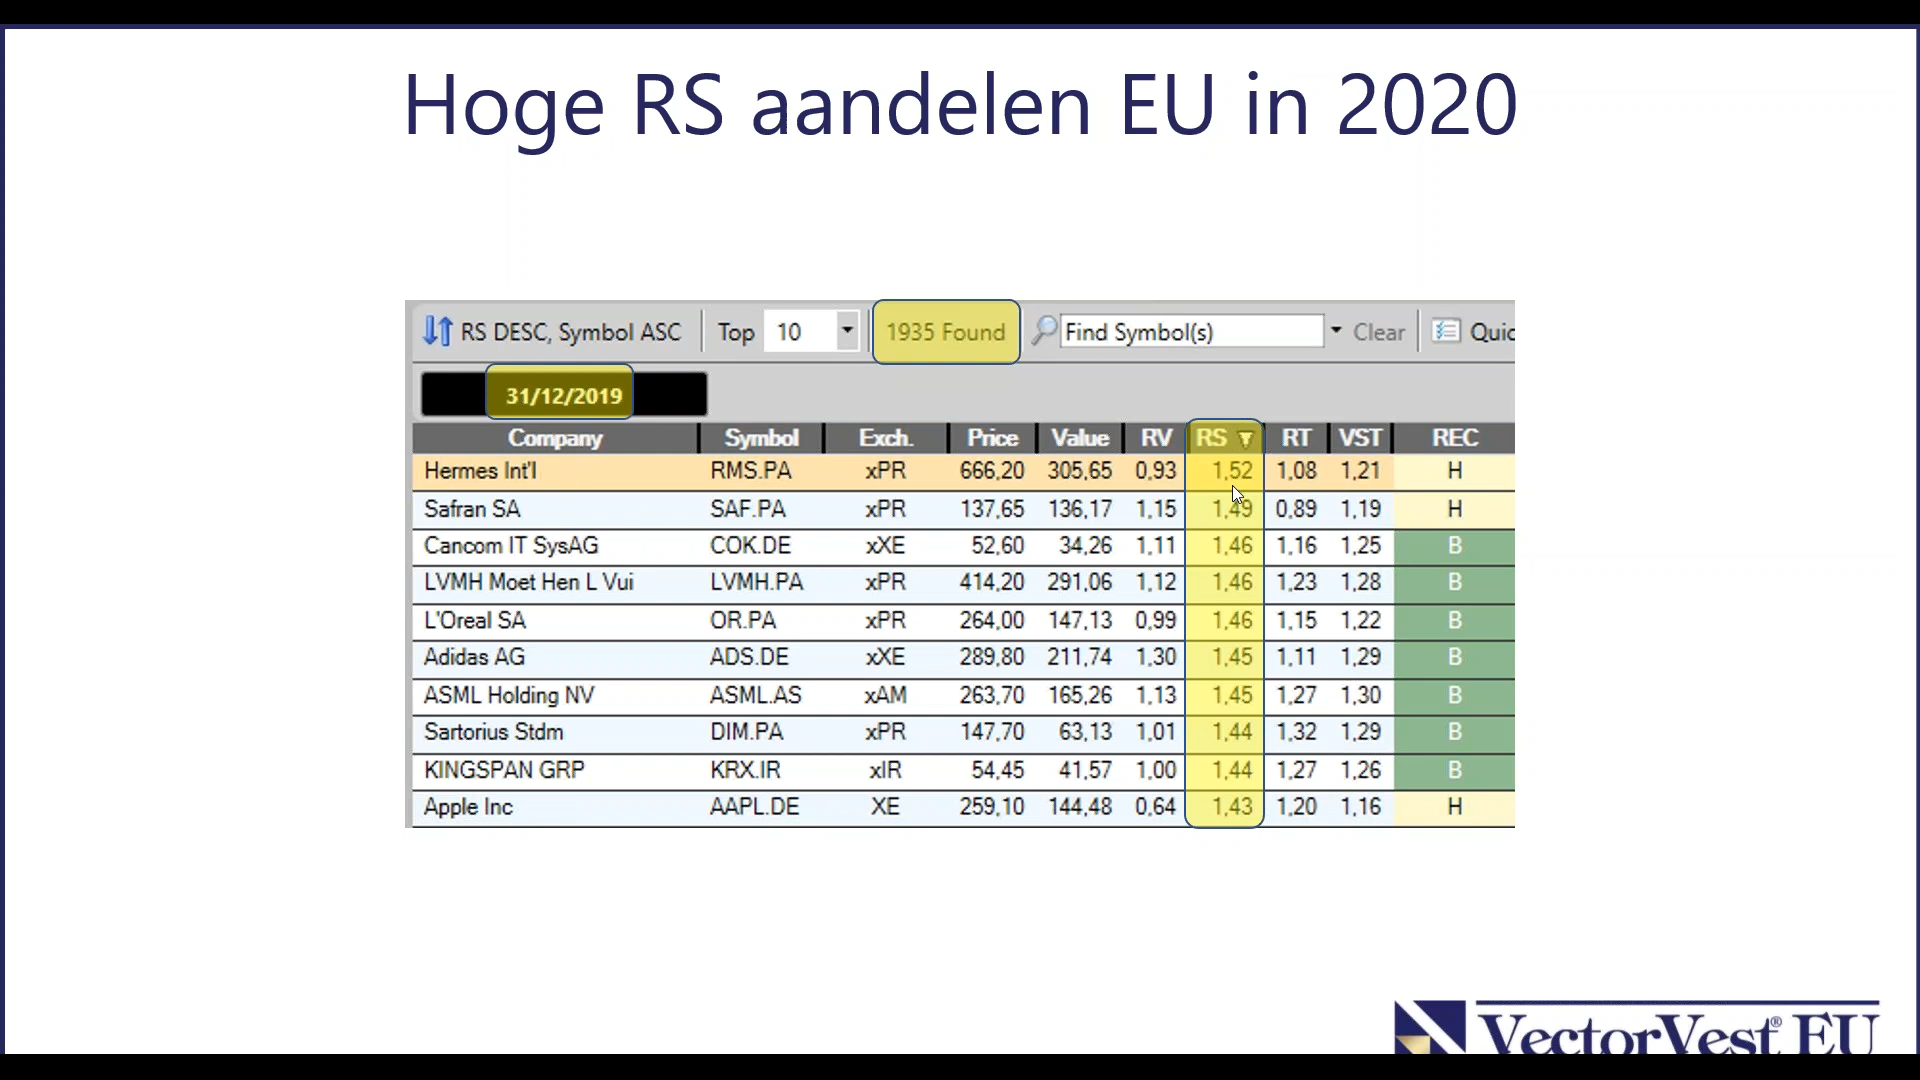 Hoge RS aandelen EU in 2020
RS DESC, Symbol ASC Top 10 1935 Found Find Symbol(s) Clear Quic
31/12/2019
Company Symbol Exch. Price Value RV RS RT VST REC
Hermes Int'l RMS.PA xPR 666,20 305,65 0,93 1,52 1,08 1,21 H
Safran SA SAF.PA xPR 137,65 136,17 1,15 1,49 0,89 1,19 H
Cancom IT SysAG COK.DE xXE 52,60 34,26 1,11 1,46 1,16 1,25 B
LVMH Moet Hen L Vui LVMH.PA xPR 414,20 291,06 1,12 1,46 1,23 1,28 B
L'Oreal SA OR.PA xPR 264,00 147,13 0,99 1,46 1,15 1,22 B
Adidas AG ADS.DE xXE 289,80 211,74 1,30 1,45 1,11 1,29 B
ASML Holding NV ASML.AS xAM 263,70 165,26 1,13 1,45 1,27 1,30 B
Sartorius Stdm DIM.PA xPR 147,70 63,13 1,01 1,44 1,32 1,29 B
KINGSPAN GRP KRX.IR xIR 54,45 41,57 1,00 1,44 1,27 1,26 B
Apple Inc AAPL.DE XE 259,10 144,48 0,64 1,43 1,20 1,16 H
VectorVest® EU